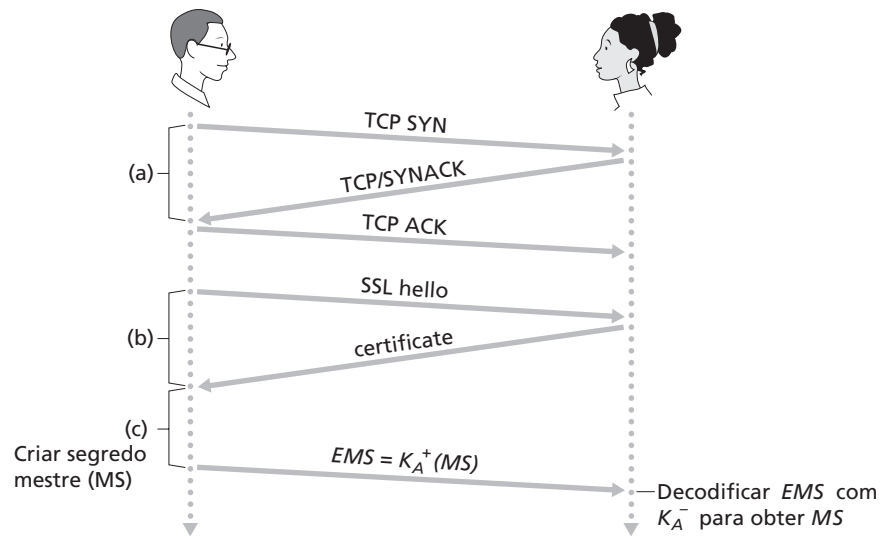 TCP SYN
(a)
TCP/SYNACK
TCP ACK
SSL hello
(b)
certificate
(c)
Criar segredo
mestre (MS)
EMS = K_A^+ (MS)
Decodificar EMS com
K_A^- para obter MS